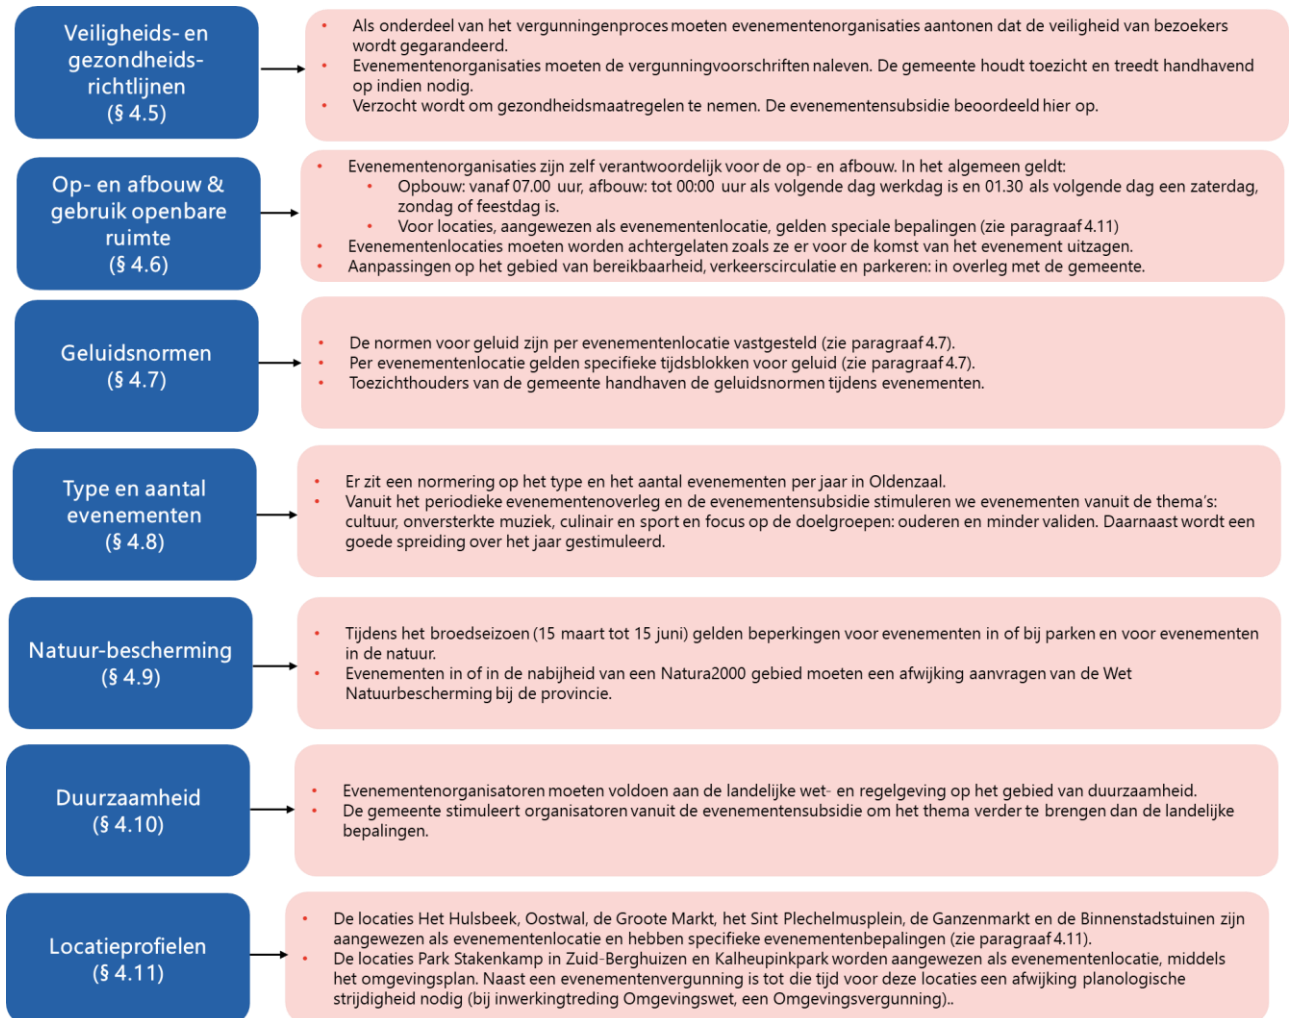 Veiligheids- en
gezondheids-
richtlijnen
(§ 4.5)
• Als onderdeel van het vergunningenproces moeten evenementenorganisaties aantonen dat de veiligheid van bezoekers
wordt gegarandeerd.
• Evenementenorganisaties moeten de vergunningvoorschriften naleven. De gemeente houdt toezicht en treedt handhavend
op indien nodig.
• Verzocht wordt om gezondheidsmaatregelen te nemen. De evenementensubsidie beoordeeld hier op.
Op- en afbouw &
gebruik openbare
ruimte
(§ 4.6)
• Evenementenorganisaties zijn zelf verantwoordelijk voor de op- en afbouw. In het algemeen geldt:
• Opbouw: vanaf 07.00 uur, afbouw: tot 00:00 uur als volgende dag werkdag is en 01.30 als volgende dag een zaterdag,
zondag of feestdag is.
• Voor locaties, aangewezen als evenementenlocatie, gelden speciale bepalingen (zie paragraaf 4.11)
• Evenementenlocaties moeten worden achtergelaten zoals ze er voor de komst van het evenement uitzagen.
• Aanpassingen op het gebied van bereikbaarheid, verkeerscirculatie en parkeren: in overleg met de gemeente.
Geluidsnormen
(§ 4.7)
• De normen voor geluid zijn per evenementenlocatie vastgesteld (zie paragraaf 4.7).
• Per evenementenlocatie gelden specifieke tijdsblokken voor geluid (zie paragraaf 4.7).
• Toezichthouders van de gemeente handhaven de geluidsnormen tijdens evenementen.
Type en aantal
evenementen
(§ 4.8)
• Er zit een normering op het type en het aantal evenementen per jaar in Oldenzaal.
• Vanuit het periodieke evenementenoverleg en de evenementensubsidie stimuleren we evenementen vanuit de thema's:
cultuur, onversterkte muziek, culinair en sport en focus op de doelgroepen: ouderen en minder validen. Daarnaast wordt een
goede spreiding over het jaar gestimuleerd.
Natuur-bescherming
(§ 4.9)
• Tijdens het broedseizoen (15 maart tot 15 juni) gelden beperkingen voor evenementen in of bij parken en voor evenementen
in de natuur.
• Evenementen in of in de nabijheid van een Natura2000 gebied moeten een afwijking aanvragen van de Wet
Natuurbescherming bij de provincie.
Duurzaamheid
(§ 4.10)
• Evenementenorganisatoren moeten voldoen aan de landelijke wet- en regelgeving op het gebied van duurzaamheid.
• De gemeente stimuleert organisatoren vanuit de evenementensubsidie om het thema verder te brengen dan de landelijke
bepalingen.
Locatieprofielen
(§ 4.11)
• De locaties Het Hulsbeek, Oostwal, de Groote Markt, het Sint Plechelmusplein, de Ganzenmarkt en de Binnenstadstuinen zijn
aangewezen als evenementenlocatie en hebben specifieke evenementenbepalingen (zie paragraaf 4.11).
• De locaties Park Stakenkamp in Zuid-Berghuizen en Kalheupinkpark worden aangewezen als evenementenlocatie, middels
het omgevingsplan. Naast een evenementenvergunning is tot die tijd voor deze locaties een afwijking planologische
strijdigheid nodig (bij inwerkingtreding Omgevingswet, een Omgevingsvergunning)..